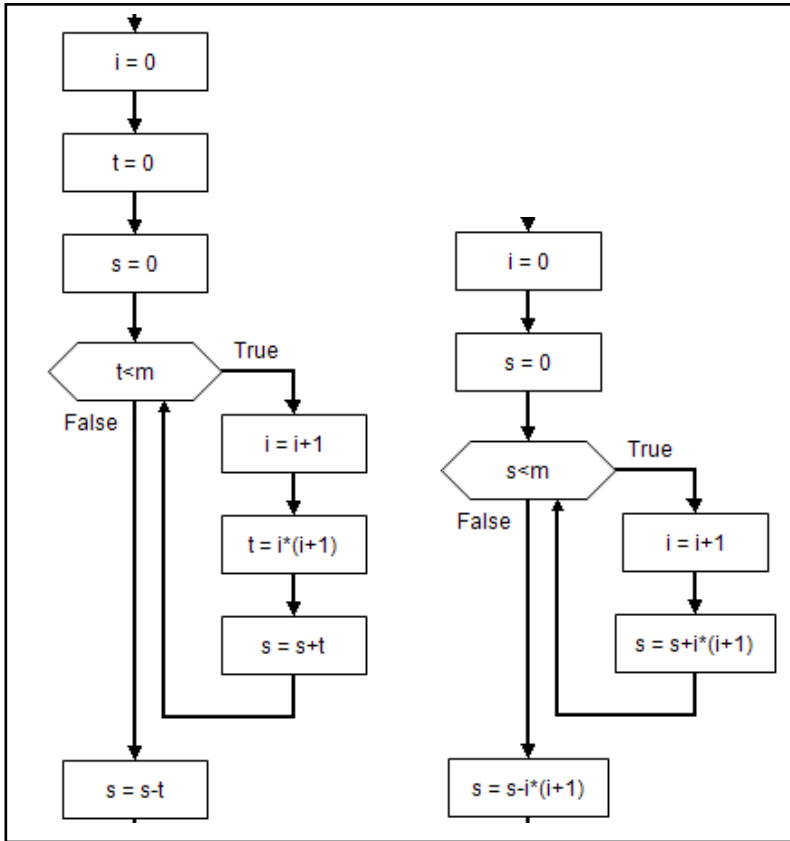 i = 0
t = 0
s = 0
t<m
True
False
i = i+1
t = i*(i+1)
s = s+t
s = s-t
i = 0
s = 0
s<m
True
False
i = i+1
s = s+i*(i+1)
s = s-i*(i+1)